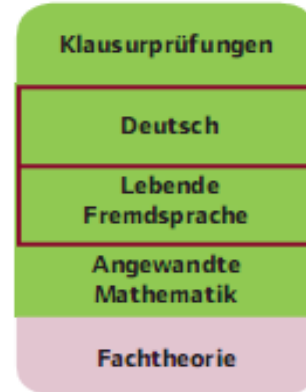 Klausurprüfungen
Deutsch
Lebende
Fremdsprache
Angewandte
Mathematik
Fachtheorie